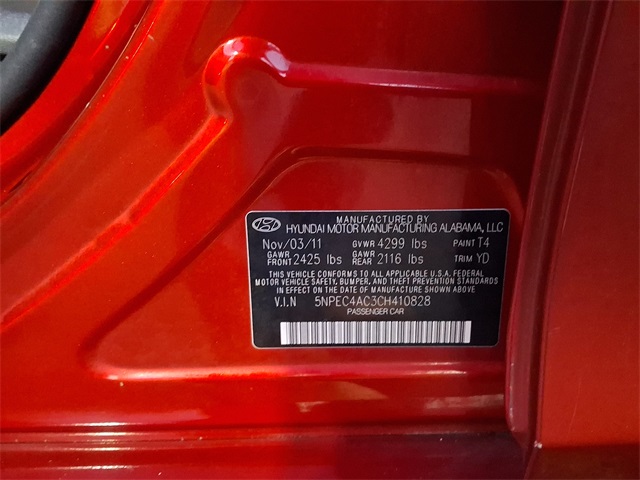 MANUFACTURED BY
HYUNDAI MOTOR MANUFACTURING ALABAMA, LLC
Nov/03/11 GVWR 4299 lbs PAINT T4
GAWR FRONT 2425 lbs GAWR REAR 2116 lbs TRIM YD
THIS VEHICLE CONFORMS TO ALL APPLICABLE U.S.A. FEDERAL
MOTOR VEHICLE SAFETY, BUMPER, AND THEFT PREVENTION STANDARDS
IN EFFECT ON THE DATE OF MANUFACTURE SHOWN ABOVE.
V.I.N 5NPEC4AC3CH410828
PASSENGER CAR